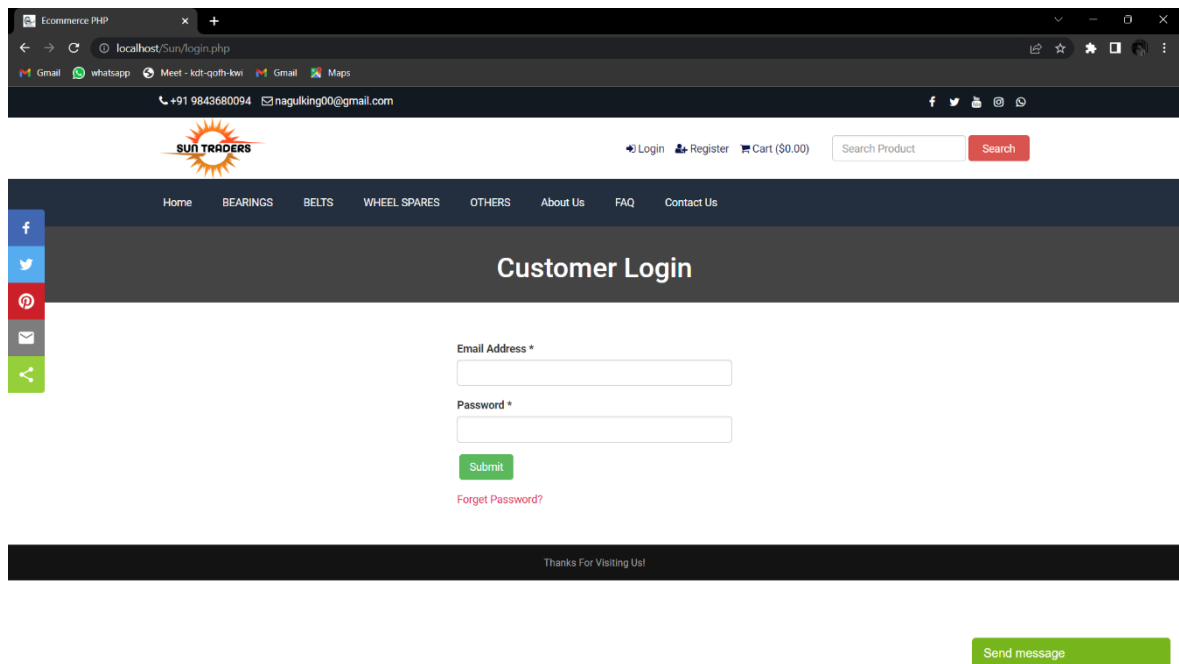 Ecommerce PHP
localhost/Sun/login.php
Gmail whatsapp Meet - kdt-qofh-kwi Gmail Maps
+91 9843680094 nagulking00@gmail.com
SUN TRADERS
Login Register Cart ($0.00) Search Product Search
Home BEARINGS BELTS WHEEL SPARES OTHERS About Us FAQ Contact Us
Customer Login
Email Address *
Password *
Submit
Forget Password?
Thanks For Visiting Us!
Send message